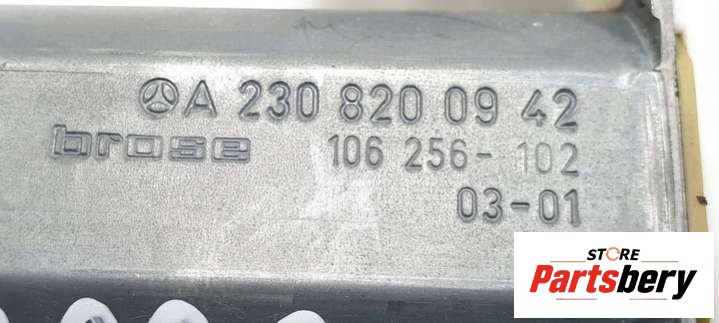 A 230 820 09 42
brose 106 256-102
03-01
STORE
Partsbery